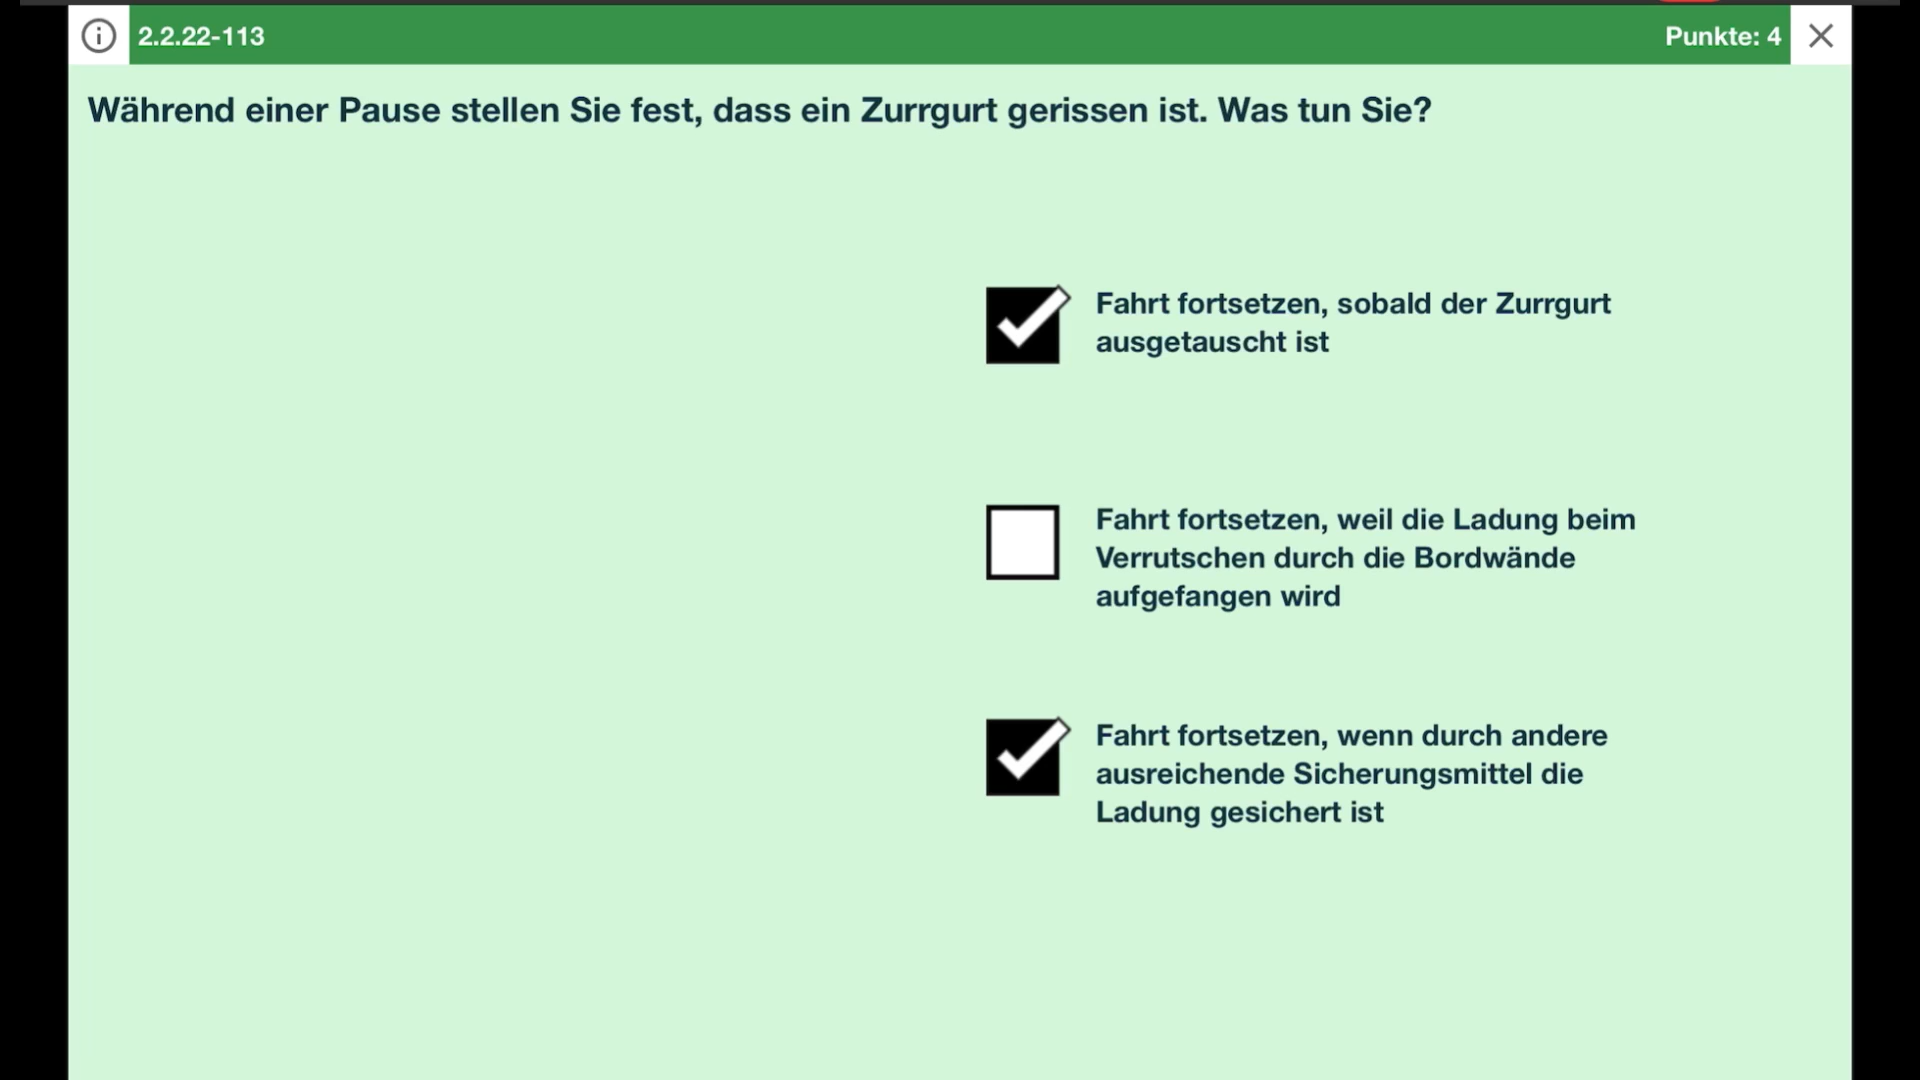 2.2.22-113
Punkte: 4
Während einer Pause stellen Sie fest, dass ein Zurrgurt gerissen ist. Was tun Sie?
Fahrt fortsetzen, sobald der Zurrgurt
ausgetauscht ist
Fahrt fortsetzen, weil die Ladung beim
Verrutschen durch die Bordwände
aufgefangen wird
Fahrt fortsetzen, wenn durch andere
ausreichende Sicherungsmittel die
Ladung gesichert ist